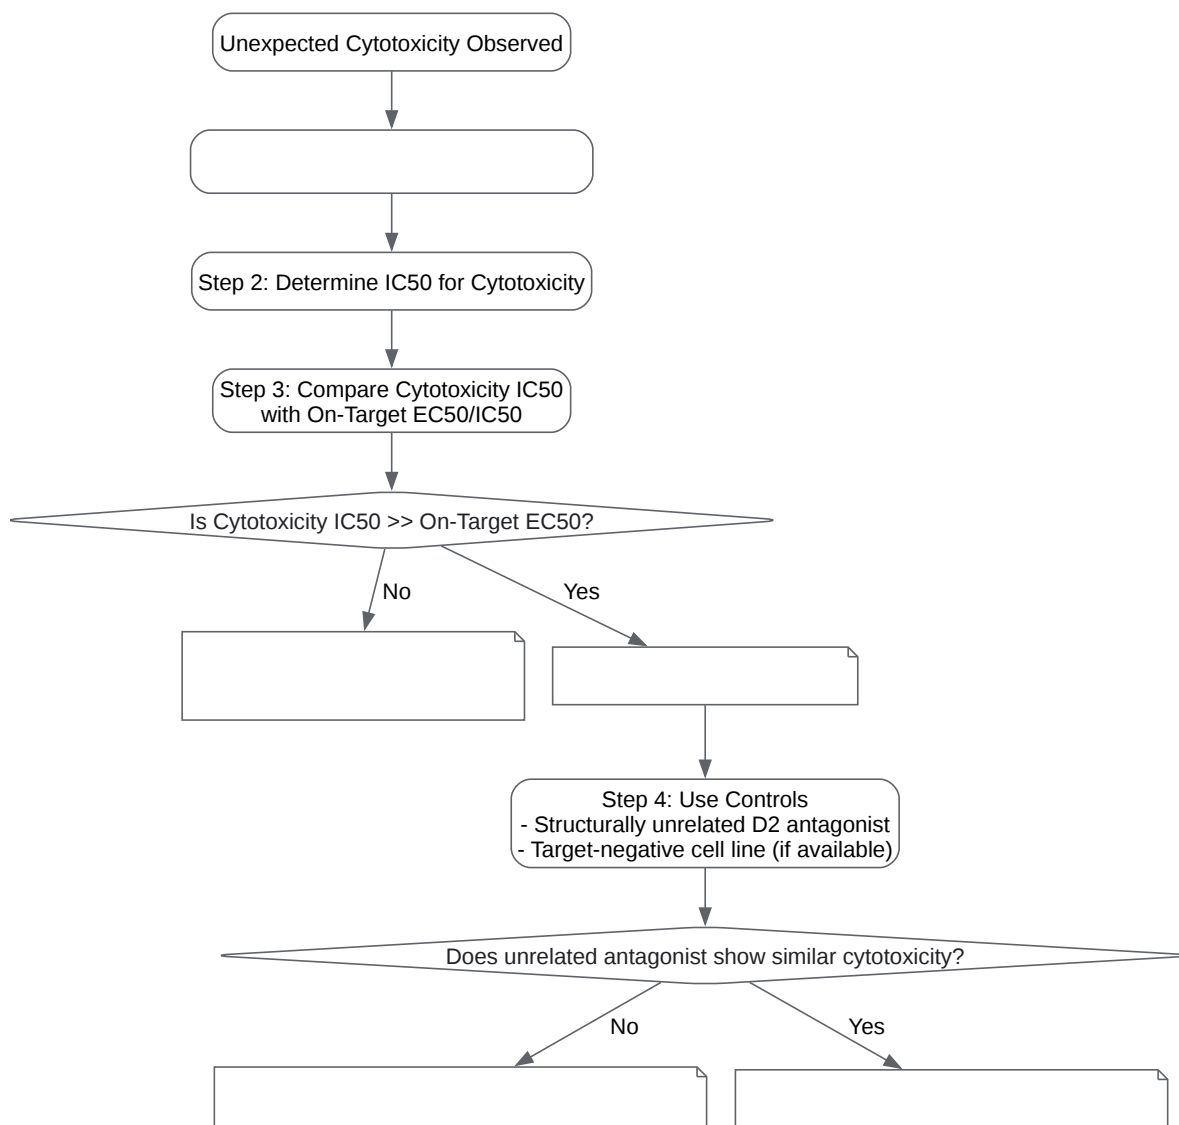 Unexpected Cytotoxicity Observed
Step 2: Determine IC50 for Cytotoxicity
Step 3: Compare Cytotoxicity IC50
with On-Target EC50/IC50
Is Cytotoxicity IC50 >> On-Target EC50?
No
Yes
Step 4: Use Controls
- Structurally unrelated D2 antagonist
- Target-negative cell line (if available)
Does unrelated antagonist show similar cytotoxicity?
No
Yes